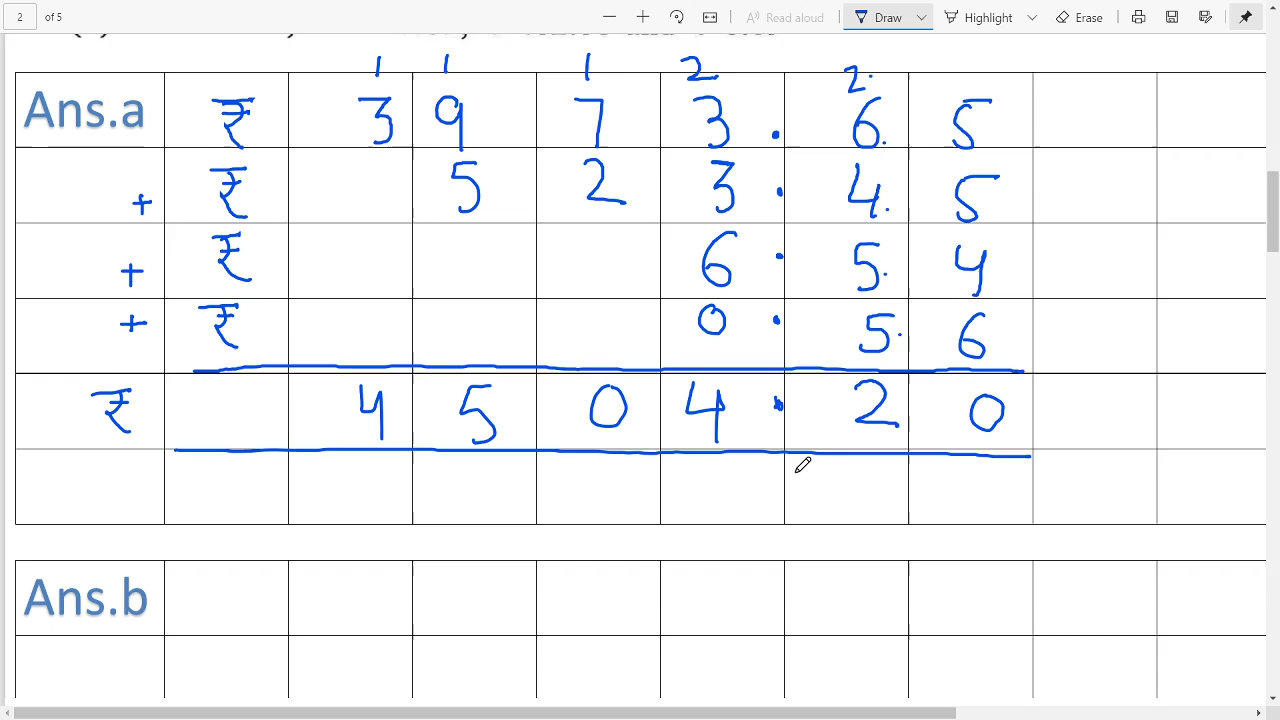 2 of 5 Read aloud Draw Highlight Erase
1 1 1 2 2.
Ans.a ₹ 3 9 7 3 . 6. 5
+ ₹ 5 2 3 . 4. 5
+ ₹ 6 . 5. 4
+ ₹ 0 . 5. 6
₹ 4 5 0 4 . 2 0
Ans.b